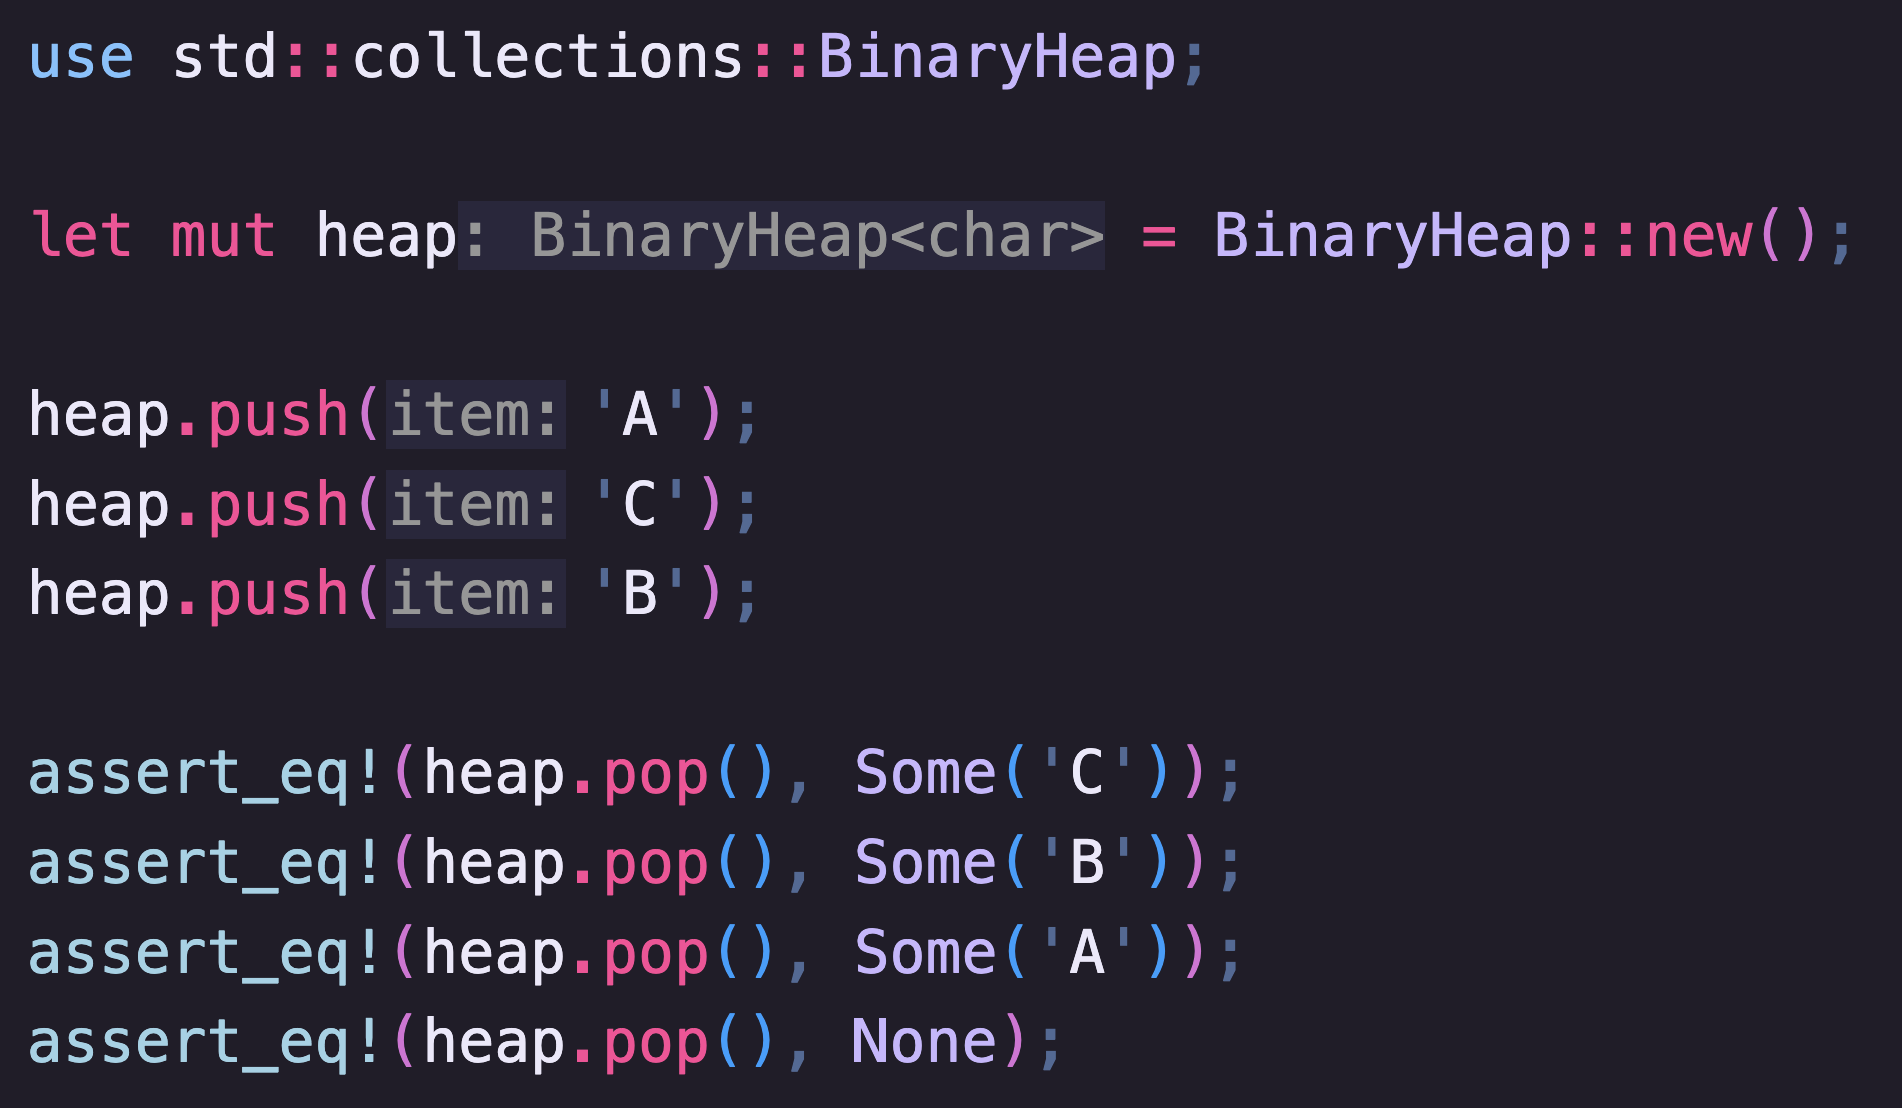 use std::collections::BinaryHeap;
let mut heap: BinaryHeap<char> = BinaryHeap::new();
heap.push(item: 'A');
heap.push(item: 'C');
heap.push(item: 'B');
assert_eq!(heap.pop(), Some('C'));
assert_eq!(heap.pop(), Some('B'));
assert_eq!(heap.pop(), Some('A'));
assert_eq!(heap.pop(), None);